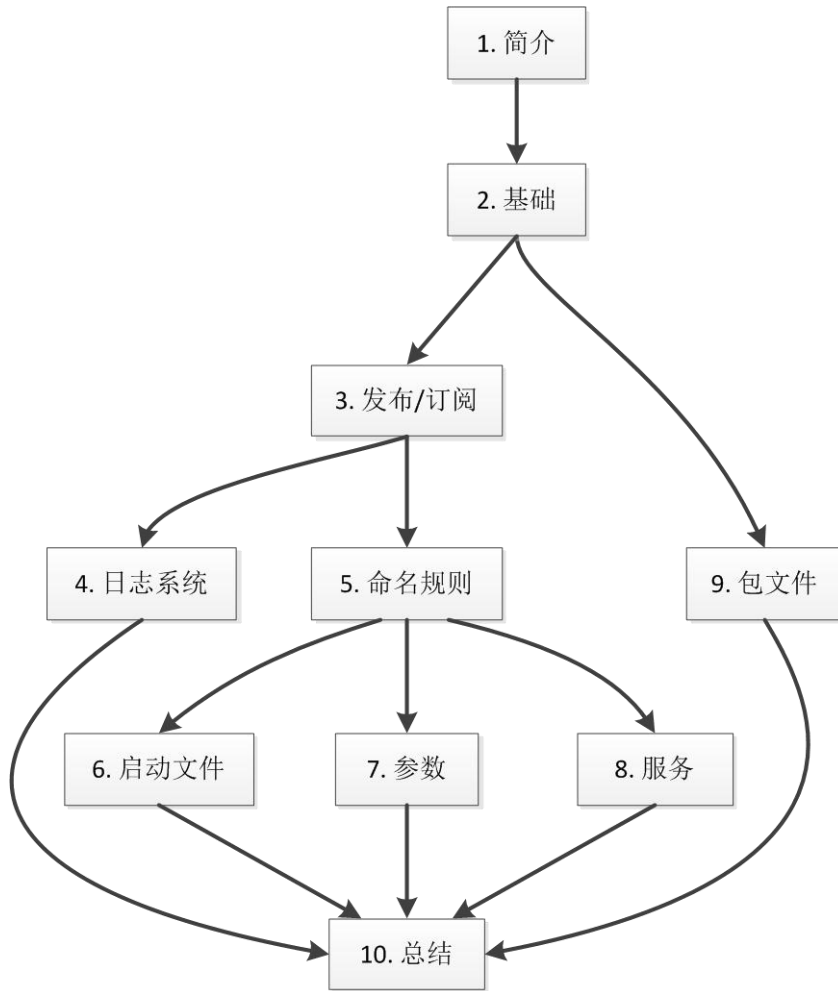 1. 简介
2. 基础
3. 发布/订阅
4. 日志系统
5. 命名规则
9. 包文件
6. 启动文件
7. 参数
8. 服务
10. 总结